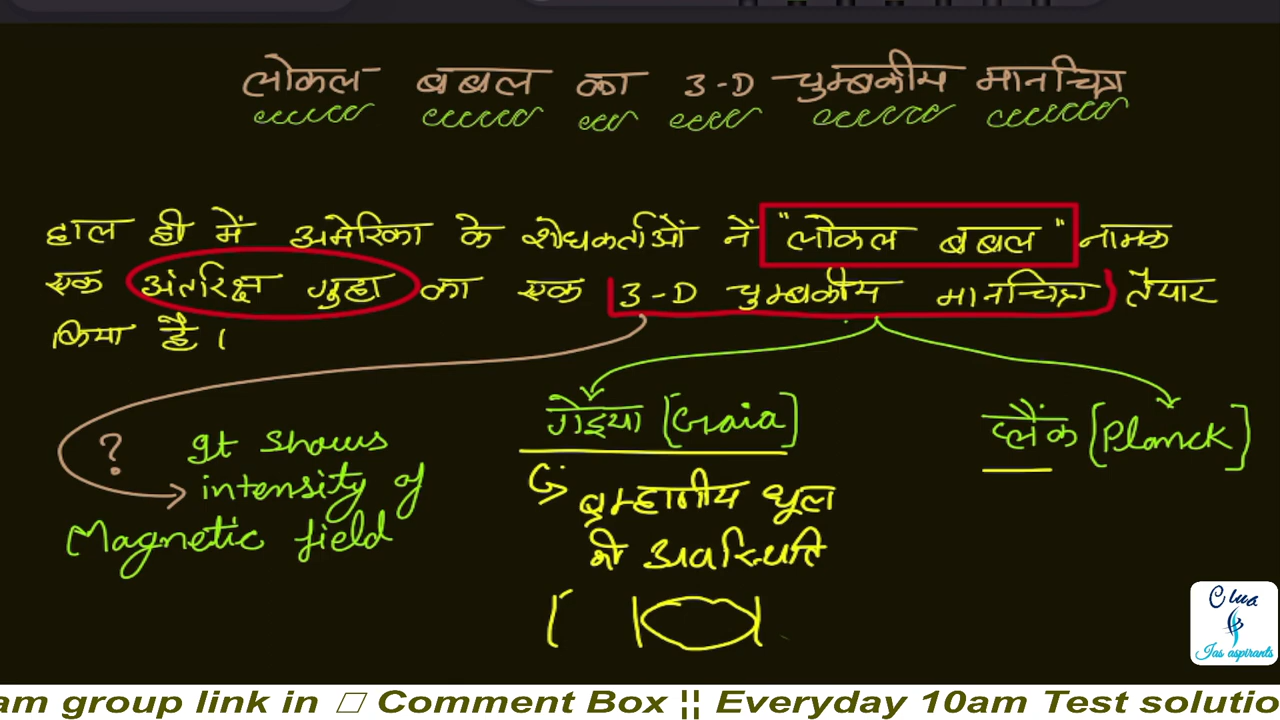 लोकल बबल का 3-D चुम्बकीय मानचित्र
हाल ही में अमेरिका के शोधकर्ताओं नें "लोकल बबल" नामक
एक अंतरिक्ष गुहा का एक 3-D चुम्बकीय मानचित्र तैयार
किया है।
गेइया [Gaia]
प्लैंक [Planck]
?
It shows
intensity of
Magnetic field
धूल
अवस्थिति
Clue
Ias aspirants
am group link in □ Comment Box ¦¦ Everyday 10am Test solutio